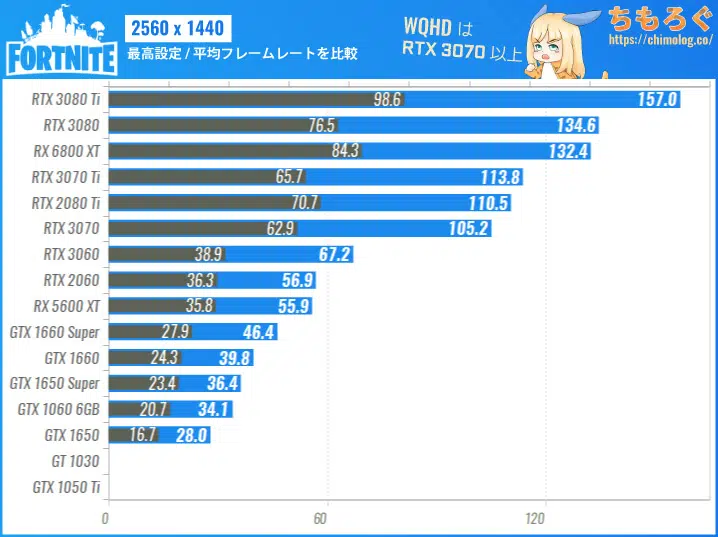 FORTNITE
2560 x 1440
最高設定 / 平均フレームレートを比較
WQHD は
RTX 3070 以上
ちもろぐ
https://chimolog.co/
RTX 3080 Ti 98.6 157.0
RTX 3080 76.5 134.6
RX 6800 XT 84.3 132.4
RTX 3070 Ti 65.7 113.8
RTX 2080 Ti 70.7 110.5
RTX 3070 62.9 105.2
RTX 3060 38.9 67.2
RTX 2060 36.3 56.9
RX 5600 XT 35.8 55.9
GTX 1660 Super 27.9 46.4
GTX 1660 24.3 39.8
GTX 1650 Super 23.4 36.4
GTX 1060 6GB 20.7 34.1
GTX 1650 16.7 28.0
GT 1030
GTX 1050 Ti
0 60 120